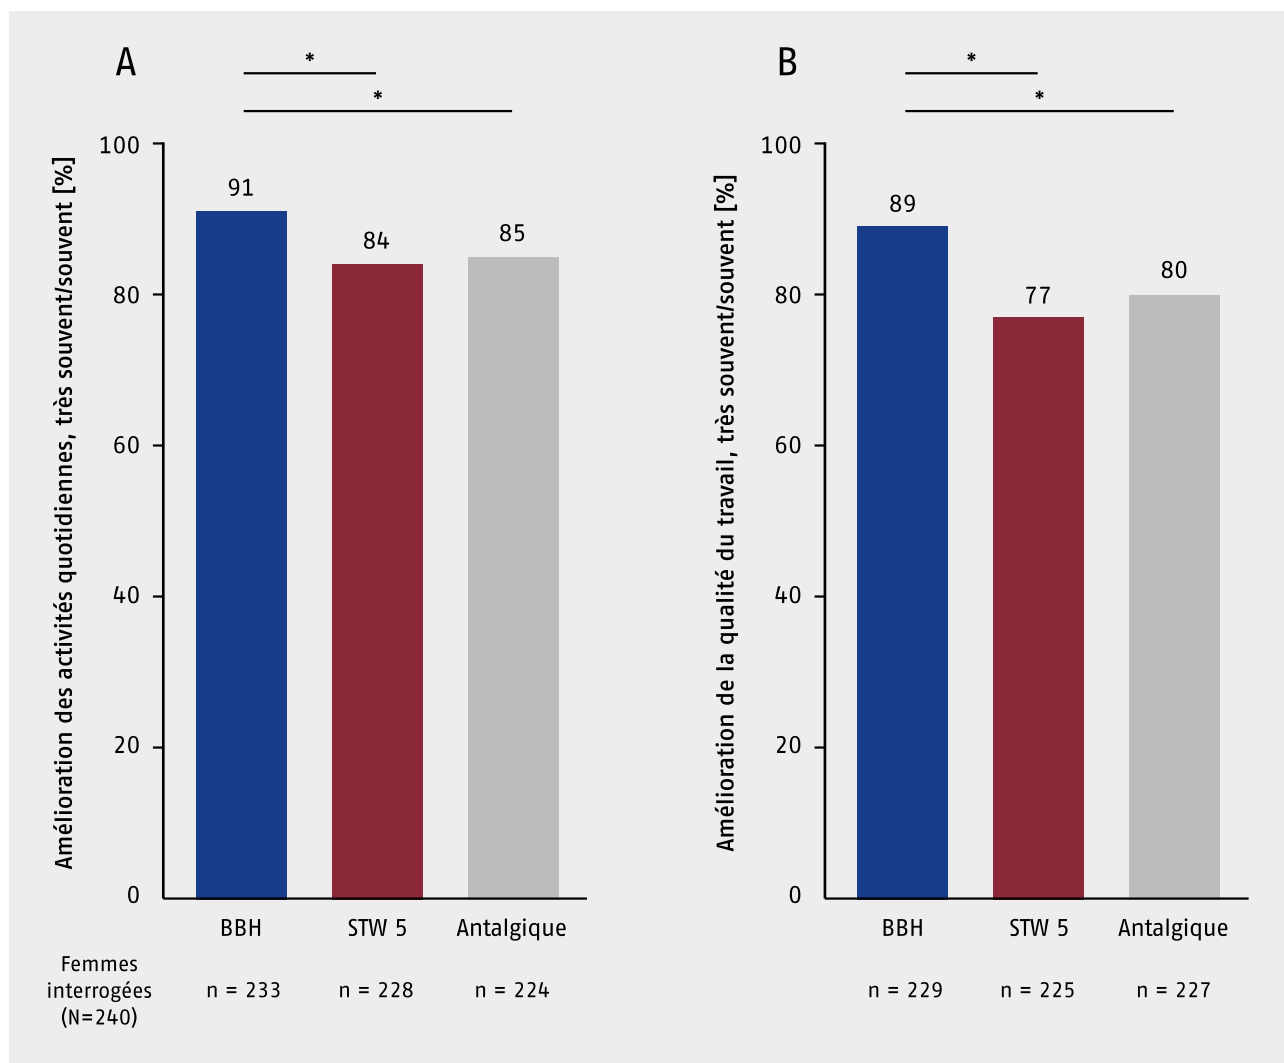 A
*
*
Amélioration des activités quotidiennes, très souvent/souvent [%]
100
80
60
40
20
0
91
84
85
BBH
STW 5
Antalgique
Femmes
interrogées
(N=240)
n = 233
n = 228
n = 224
B
*
*
Amélioration de la qualité du travail, très souvent/souvent [%]
100
80
60
40
20
0
89
77
80
BBH
STW 5
Antalgique
n = 229
n = 225
n = 227